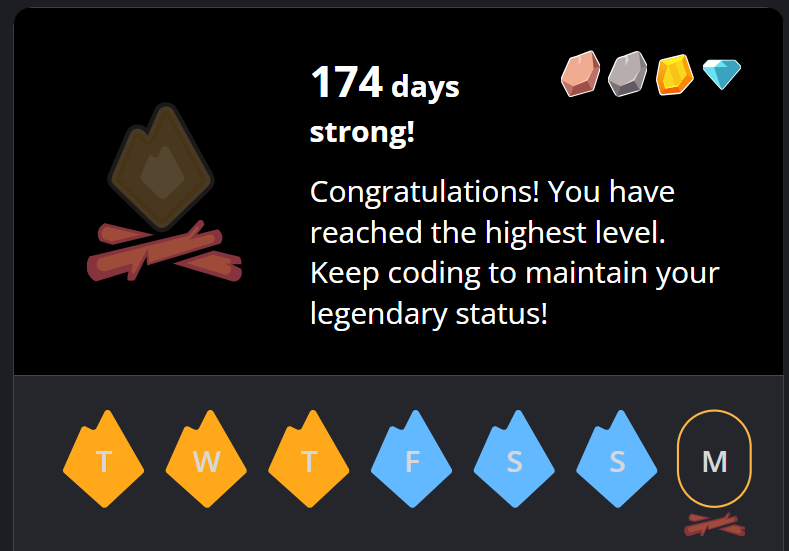 174 days
strong!
Congratulations! You have
reached the highest level.
Keep coding to maintain your
legendary status!
T W T F S S M